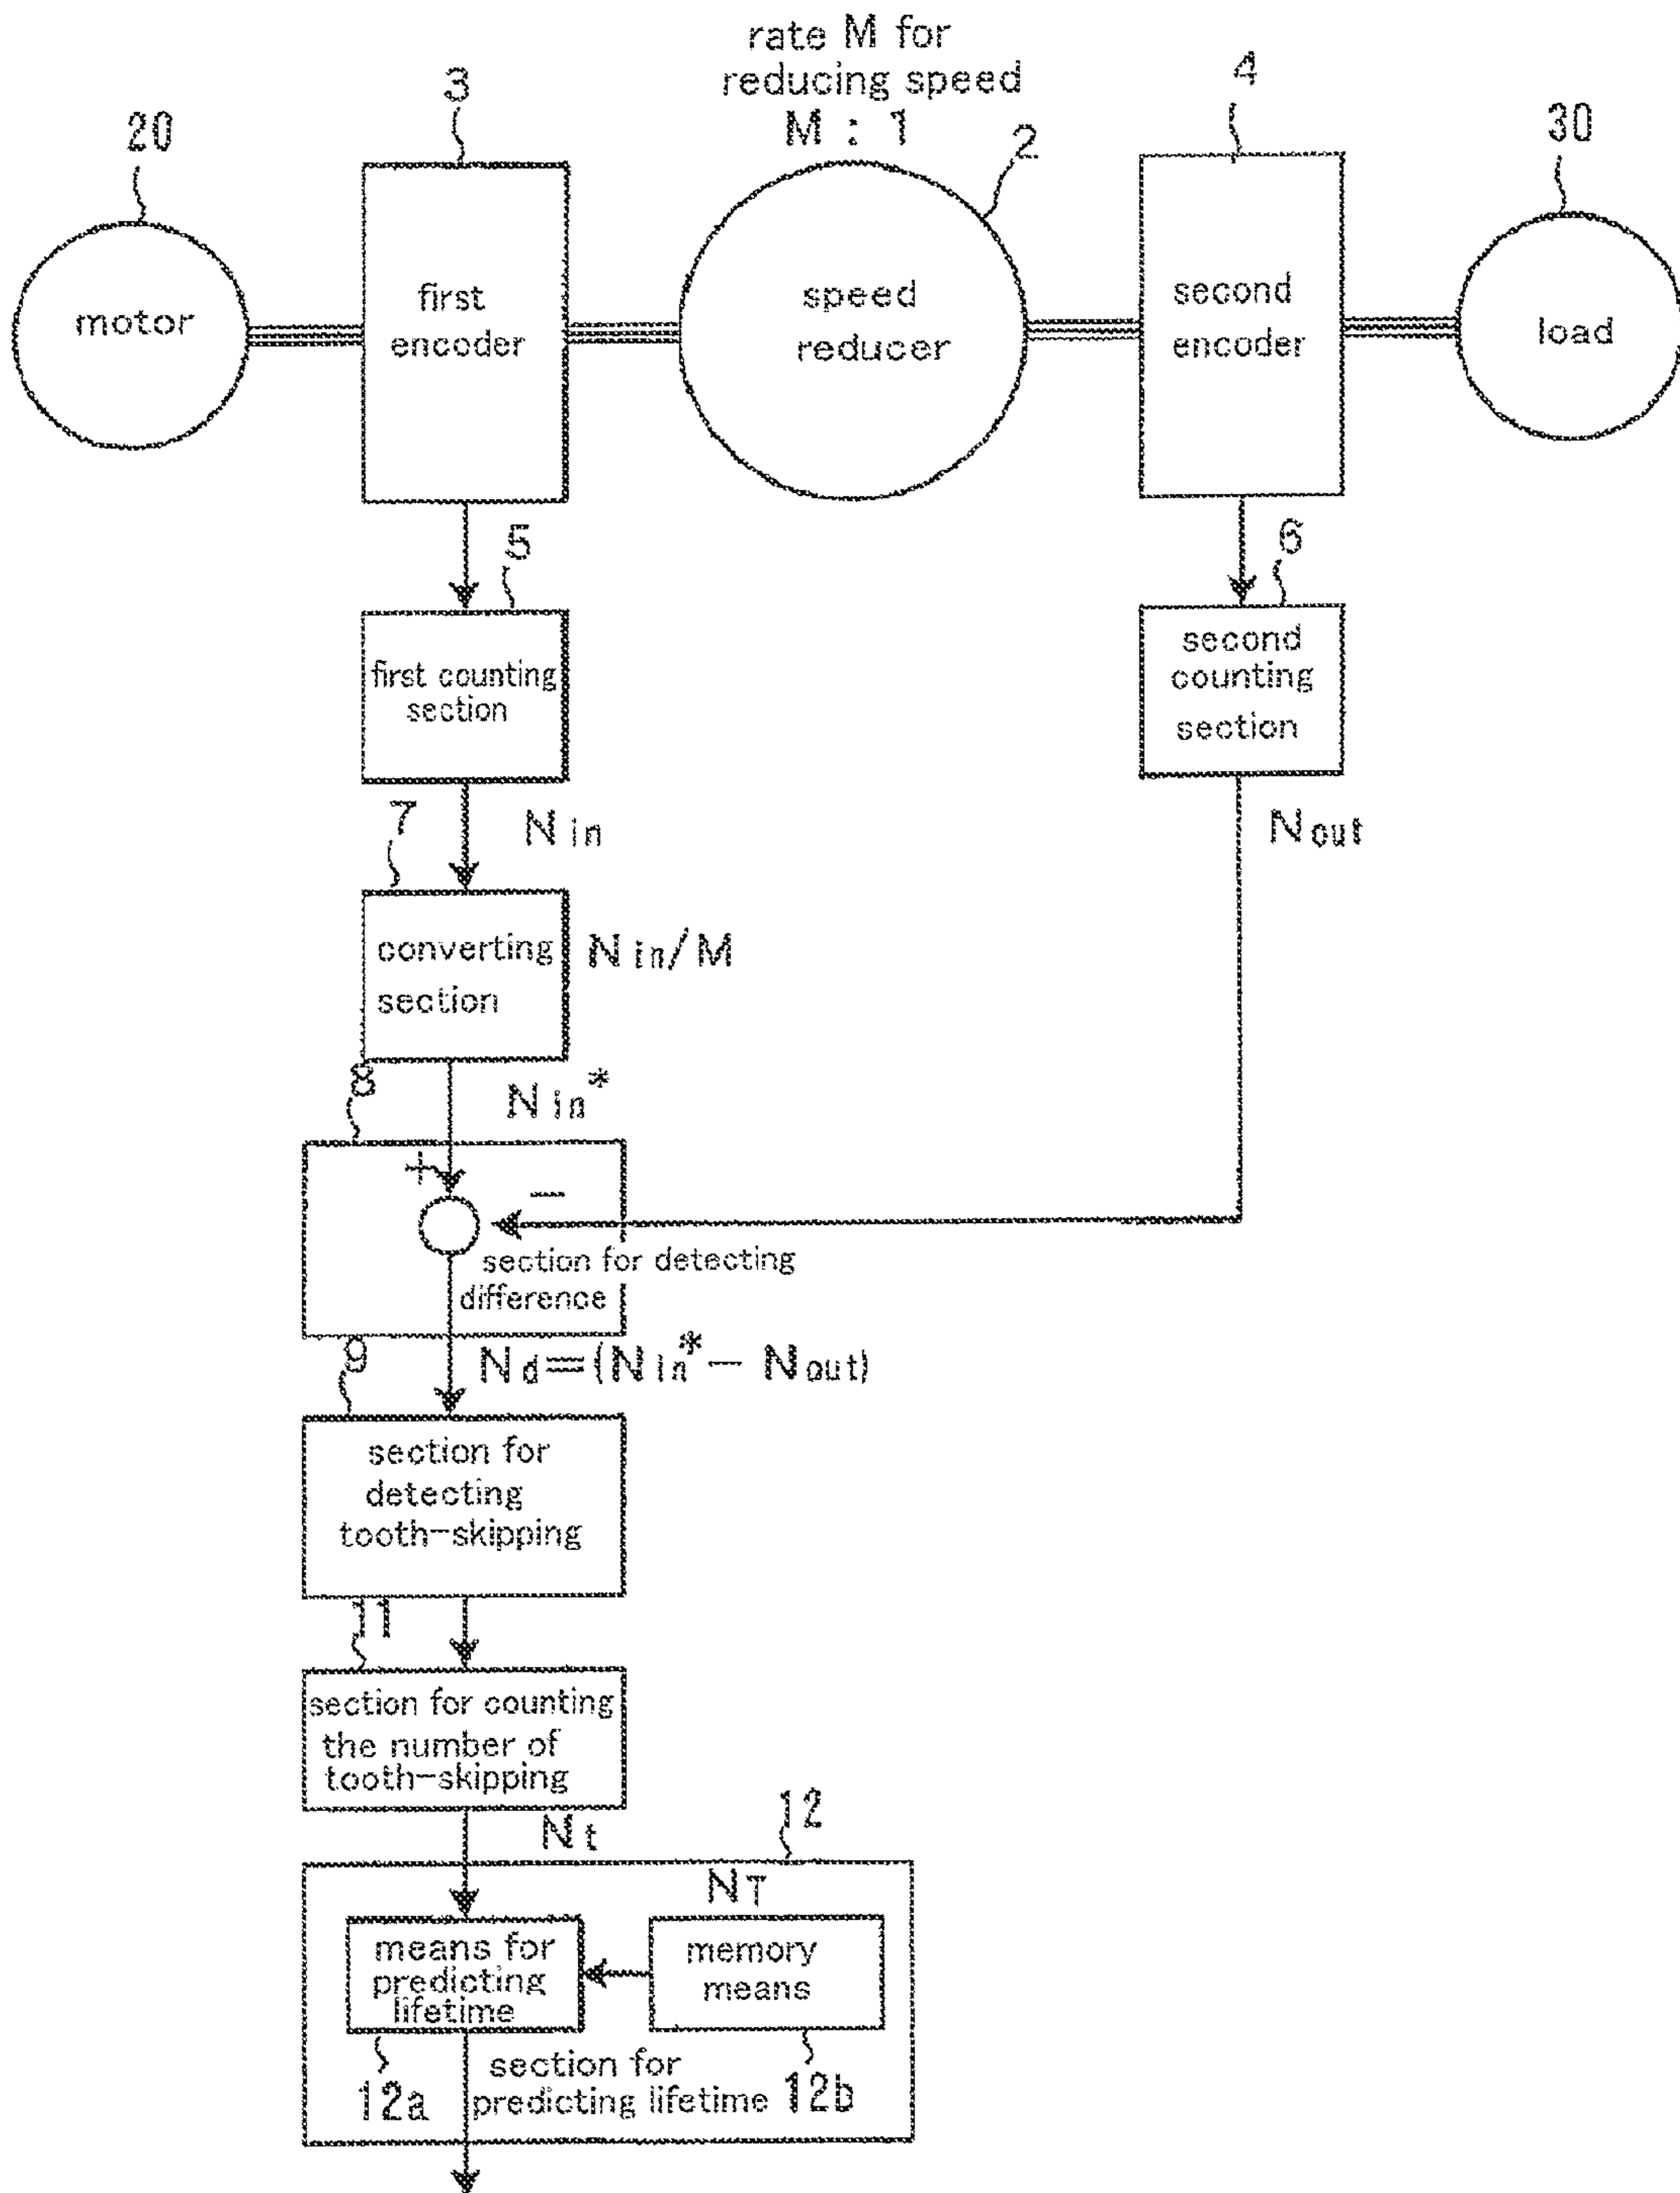 rate M for
reducing speed
M : 1
20
3
2
4
30
motor
first
encoder
speed
reducer
second
encoder
load
5
6
first counting
section
second
counting
section
7
N in
N out
converting
section
N in/M
8
N in*
+
−
section for detecting
difference
9
Nd=(Nin*− Nout)
section for
detecting
tooth-skipping
11
section for counting
the number of
tooth-skipping
Nt
12
NT
means for
predicting
lifetime
memory
means
12a
section for
predicting lifetime
12b